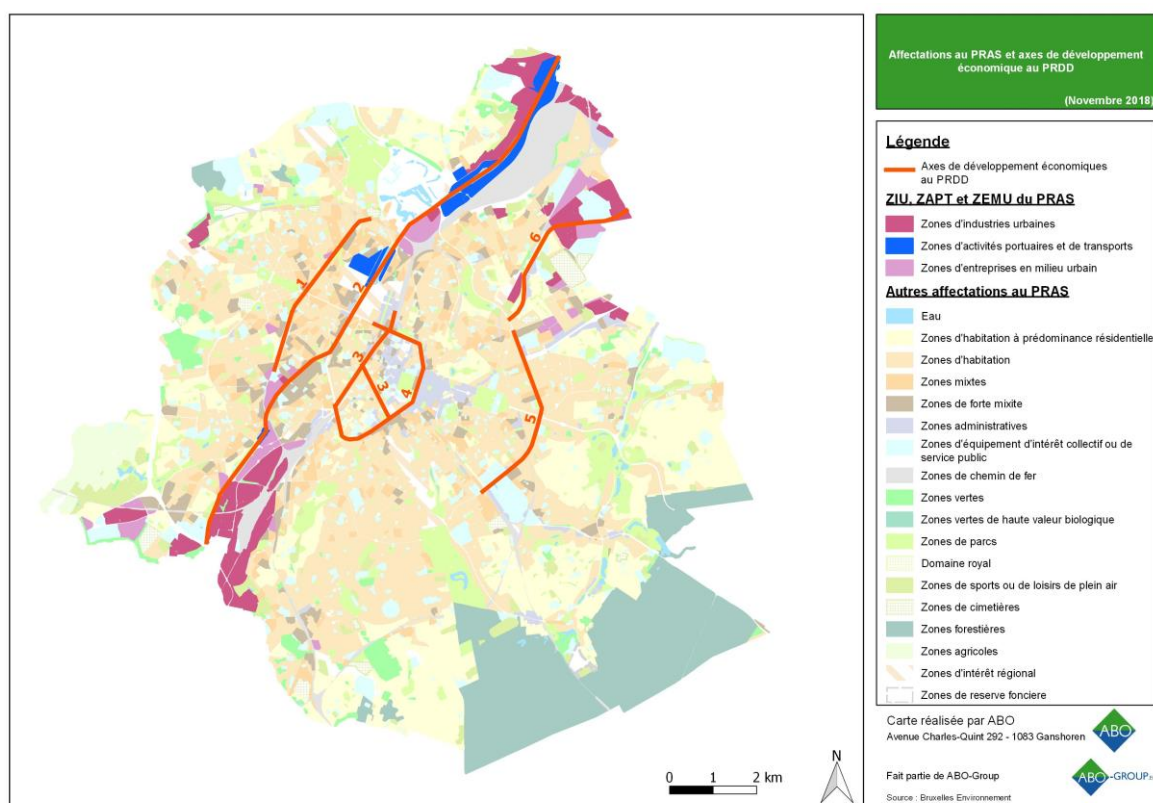 Affectations au PRAS et axes de développement
économique au PRDD
(Novembre 2018)
Légende
Axes de développement économiques
au PRDD
ZIU, ZAPT et ZEMU du PRAS
Zones d'industries urbaines
Zones d'activités portuaires et de transports
Zones d'entreprises en milieu urbain
Autres affectations au PRAS
Eau
Zones d'habitation à prédominance résidentielle
Zones d'habitation
Zones mixtes
Zones de forte mixite
Zones administratives
Zones d'équipement d'intérêt collectif ou de
service public
Zones de chemin de fer
Zones vertes
Zones vertes de haute valeur biologique
Zones de parcs
Domaine royal
Zones de sports ou de loisirs de plein air
Zones de cimetières
Zones forestières
Zones agricoles
Zones d'intérêt régional
Zones de reserve fonciere
Carte réalisée par ABO
Avenue Charles-Quint 292 - 1083 Ganshoren
ABO
Fait partie de ABO-Group
ABO-GROUP
Source : Bruxelles Environnement
1
2
3
3
4
5
6
N
0 1 2 km